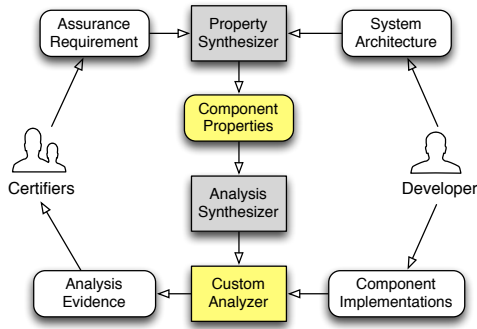 Assurance
Requirement
Property
Synthesizer
System
Architecture
Component
Properties
Certifiers
Analysis
Synthesizer
Developer
Analysis
Evidence
Custom
Analyzer
Component
Implementations